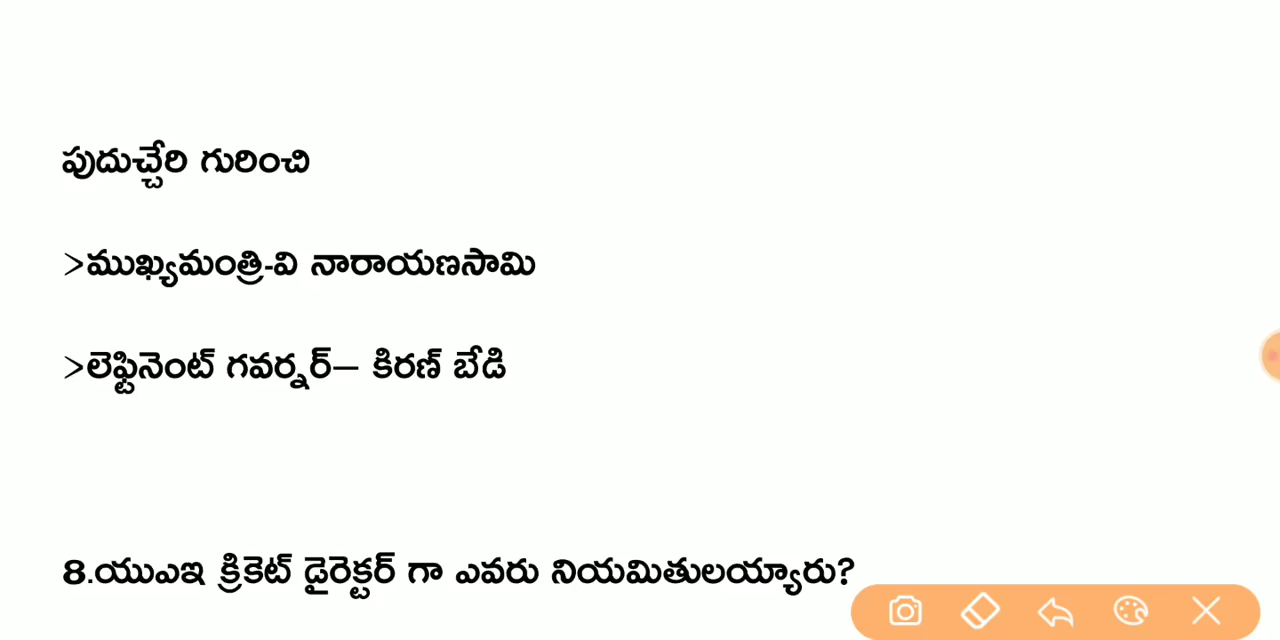 పుదుచ్చేరి గురించి
>ముఖ్యమంత్రి-వి నారాయణసామి
>లెఫ్టినెంట్ గవర్నర్– కిరణ్ బేడి
8.యుఎఇ క్రికెట్ డైరెక్టర్ గా ఎవరు నియమితులయ్యారు?